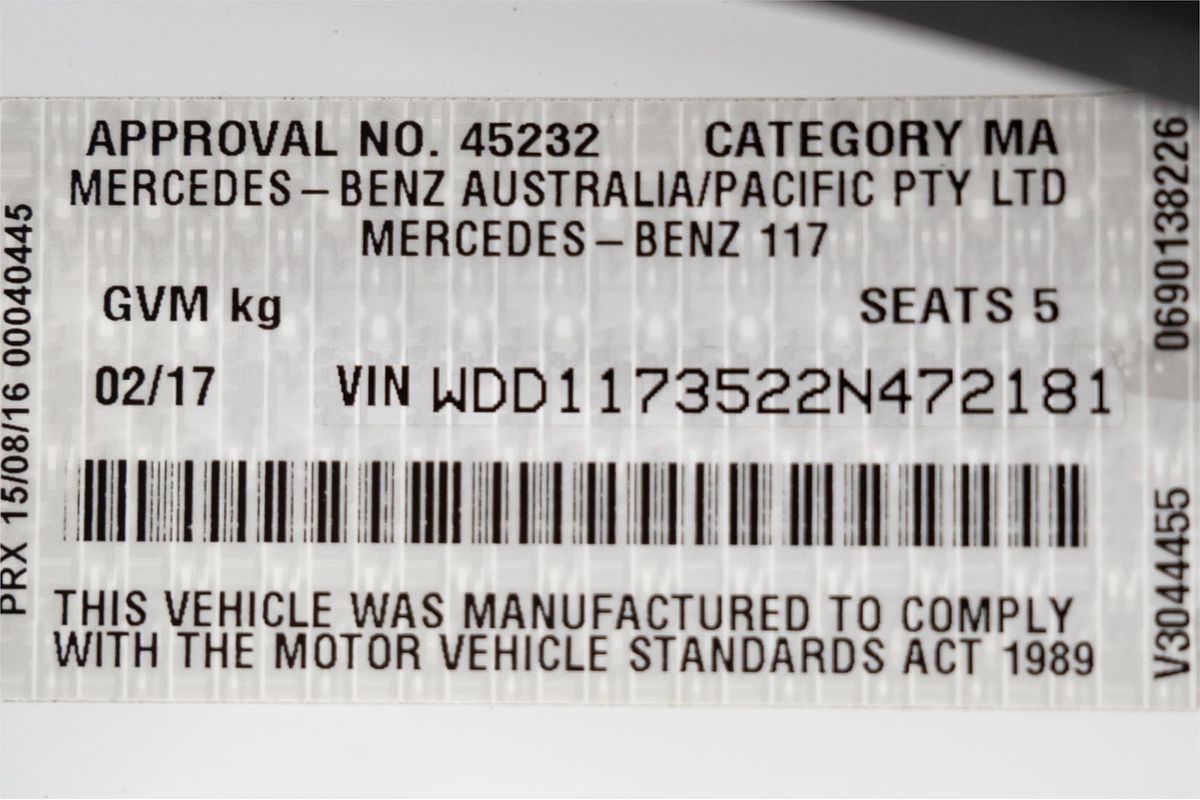 APPROVAL NO. 45232 CATEGORY MA
MERCEDES–BENZ AUSTRALIA/PACIFIC PTY LTD
MERCEDES–BENZ 117
GVM kg SEATS 5
02/17 VIN WDD1173522N472181
THIS VEHICLE WAS MANUFACTURED TO COMPLY
WITH THE MOTOR VEHICLE STANDARDS ACT 1989
PRX 15/08/16 00040445
06901138226
V3044455